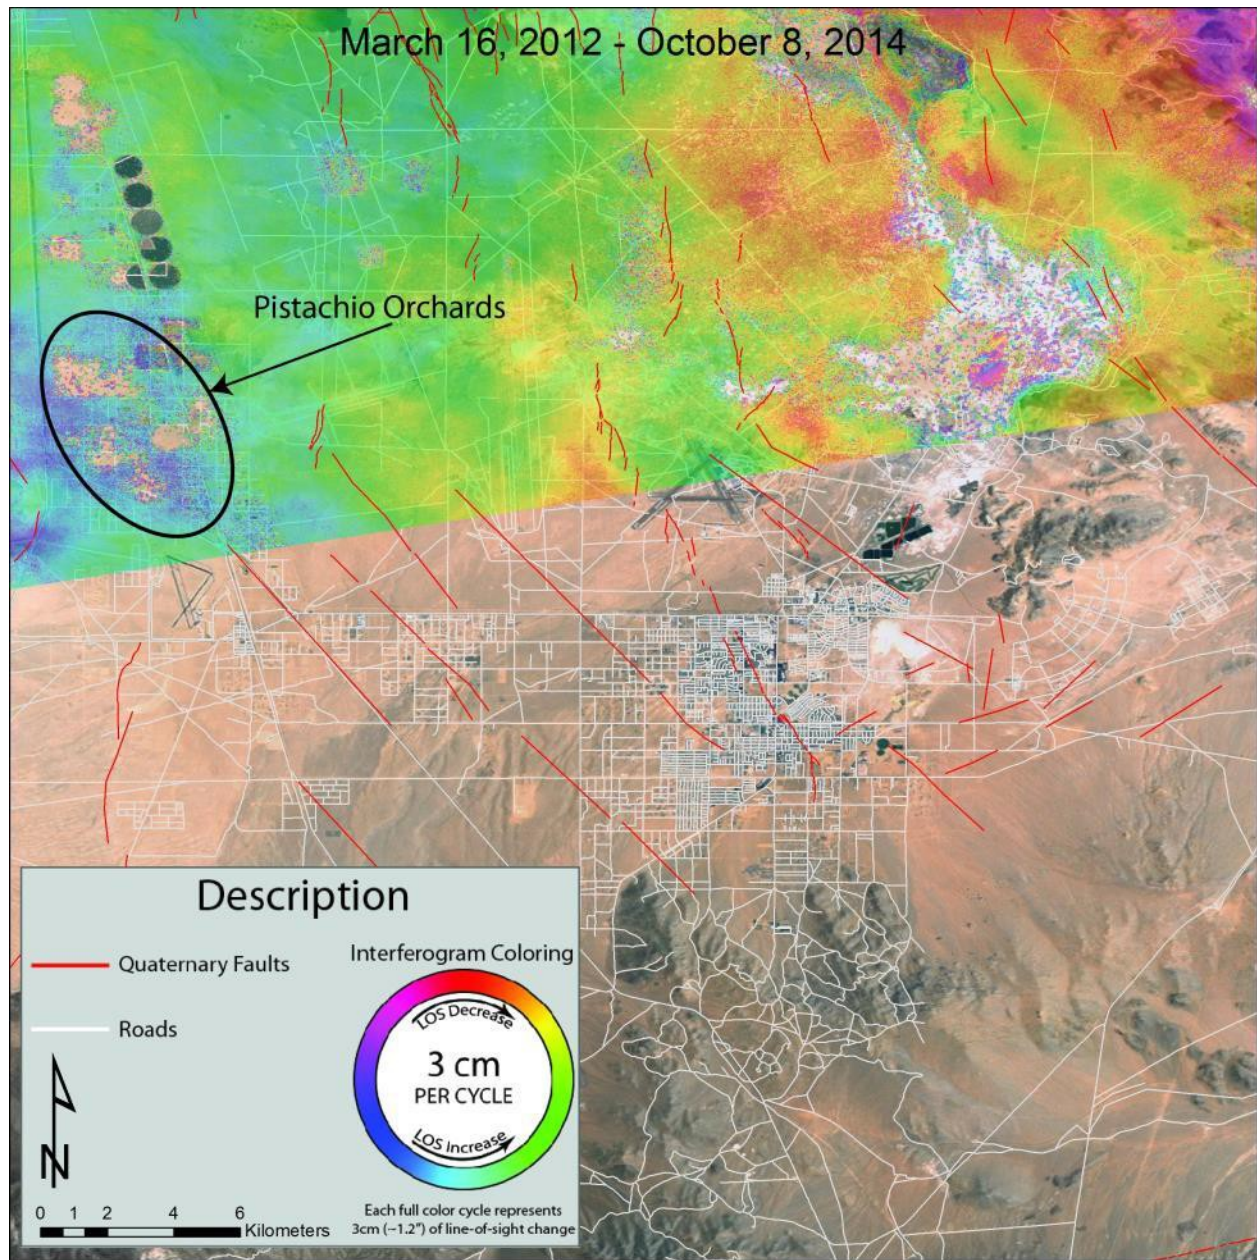 March 16, 2012 - October 8, 2014
Pistachio Orchards
Description
Quaternary Faults
Roads
N
0 1 2 4 6
Kilometers
Interferogram Coloring
LOS Decrease
3 cm
PER CYCLE
LOS Increase
Each full color cycle represents
3cm (~1.2") of line-of-sight change